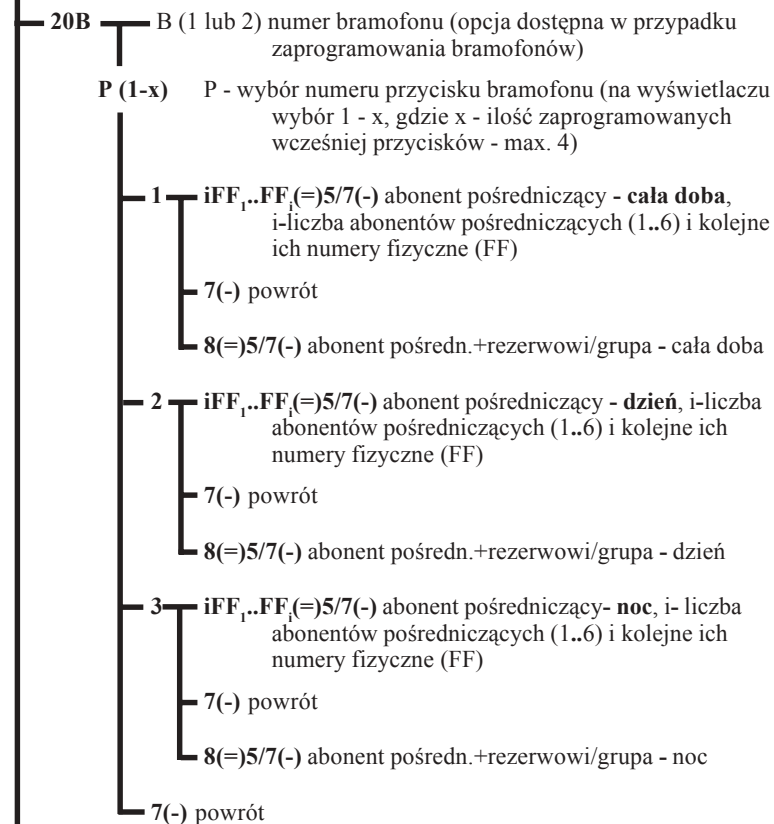 20B B (1 lub 2) numer bramofonu (opcja dostępna w przypadku
zaprogramowania bramofonów)
P (1-x) P - wybór numeru przycisku bramofonu (na wyświetlaczu
wybór 1 - x, gdzie x - ilość zaprogramowanych
wcześniej przycisków - max. 4)
1 iFF1..FFi(=)5/7(-) abonent pośredniczący - cała doba,
i-liczba abonentów pośredniczących (1..6) i kolejne
ich numery fizyczne (FF)
7(-) powrót
8(=)5/7(-) abonent pośredn.+rezerwowi/grupa - cała doba
2 iFF1..FFi(=)5/7(-) abonent pośredniczący - dzień, i-liczba
abonentów pośredniczących (1..6) i kolejne ich
numery fizyczne (FF)
7(-) powrót
8(=)5/7(-) abonent pośredn.+rezerwowi/grupa - dzień
3 iFF1..FFi(=)5/7(-) abonent pośredniczący- noc, i- liczba
abonentów pośredniczących (1..6) i kolejne ich
numery fizyczne (FF)
7(-) powrót
8(=)5/7(-) abonent pośredn.+rezerwowi/grupa - noc
7(-) powrót